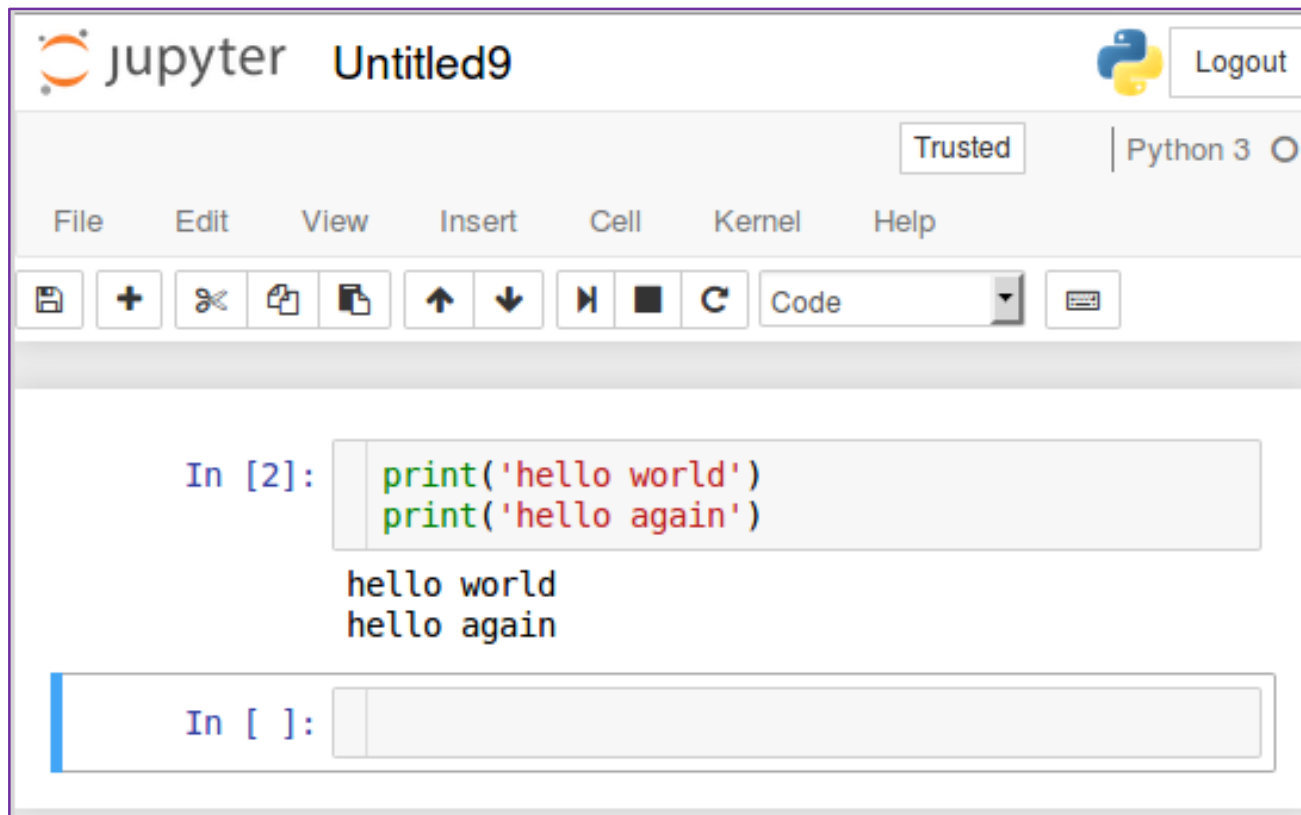 jupyter Untitled9 Logout
Trusted Python 3
File Edit View Insert Cell Kernel Help
Code
In [2]: print('hello world')
print('hello again')
hello world
hello again
In [ ]: